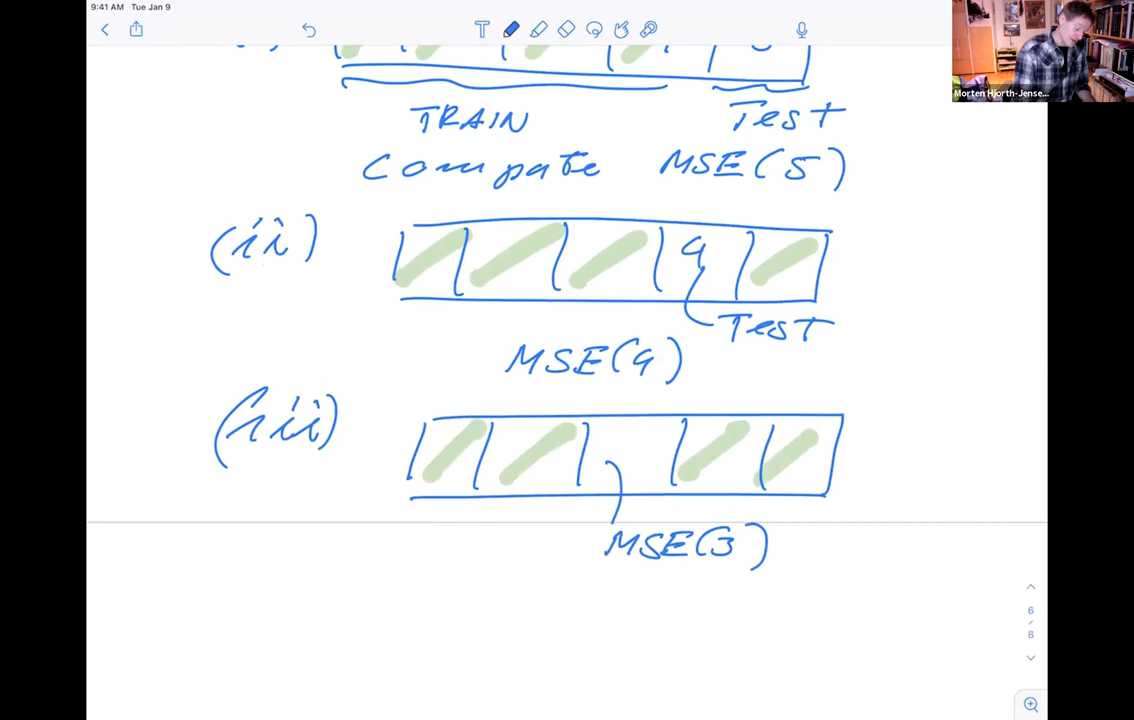 9:41 AM Tue Jan 9
T
Morten Hjorth-Jense...
TRAIN Test
Compute MSE(5)
(ii) 4
Test
MSE(4)
(iii)
MSE(3)
6
/
8